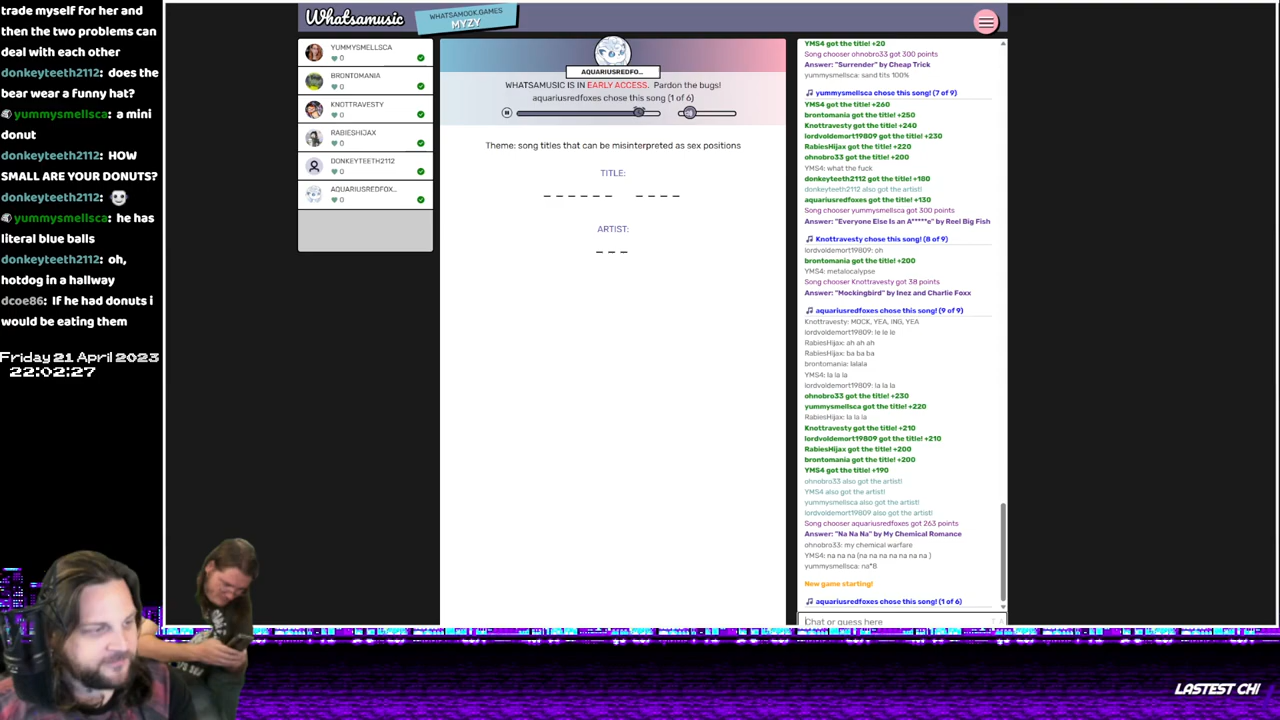 trade myself for her and
then the two problems can
deal with each other
donkeyteeth2112: does she
beat wear a funny hat
yummysmellsca: 1 mini
donut
donkeyteeth2112: HOW
SMALL ARE YOUR BALLS
donkeyteeth2112:
yummysmellsca: he has
liberty one balls
donkeyteeth2112: oh,
pizza in a hallway
dcoe86: If he had donuts I
would be eaing too
Friday 21 April 2023
22:02:27
Whatsamusic
WHATSAMOOK.GAMES
MYZY
YUMMYSMELLSCA
0
BRONTOMANIA
0
KNOTTRAVESTY
0
RABIESHIJAX
0
DONKEYTEETH2112
0
AQUARIUSREDFOX...
0
AQUARIUSREDFO...
WHATSAMUSIC IS IN EARLY ACCESS. Pardon the bugs!
aquariusredfoxes chose this song (1 of 6)
Theme: song titles that can be misinterpreted as sex positions
TITLE:
_ _ _ _ _ _   _ _ _ _
ARTIST:
_ _ _
YMS4 got the title! +20
Song chooser ohnobro33 got 300 points
Answer: "Surrender" by Cheap Trick
yummysmellsca: sand tits 100%
yummysmellsca chose this song! (7 of 9)
YMS4 got the title! +260
brontomania got the title! +250
Knottravesty got the title! +240
lordvoldemort19809 got the title! +230
RabiesHijax got the title! +220
ohnobro33 got the title! +200
YMS4: what the fuck
donkeyteeth2112 got the title! +180
donkeyteeth2112 also got the artist!
aquariusredfoxes got the title! +130
Song chooser yummysmellsca got 300 points
Answer: "Everyone Else Is an A*****e" by Reel Big Fish
Knottravesty chose this song! (8 of 9)
lordvoldemort19809: oh
brontomania got the title! +200
YMS4: metalocalypse
Song chooser Knottravesty got 38 points
Answer: "Mockingbird" by Inez and Charlie Foxx
aquariusredfoxes chose this song! (9 of 9)
Knottravesty: MOCK, YEA, ING, YEA
lordvoldemort19809: le le le
RabiesHijax: ah ah ah
RabiesHijax: ba ba ba
brontomania: lalala
YMS4: la la la
lordvoldemort19809: la la la
ohnobro33 got the title! +230
yummysmellsca got the title! +220
RabiesHijax: la la la
Knottravesty got the title! +210
lordvoldemort19809 got the title! +210
RabiesHijax got the title! +200
brontomania got the title! +200
YMS4 got the title! +190
ohnobro33 also got the artist!
YMS4 also got the artist!
yummysmellsca also got the artist!
lordvoldemort19809 also got the artist!
Song chooser aquariusredfoxes got 263 points
Answer: "Na Na Na" by My Chemical Romance
ohnobro33: my chemical warfare
YMS4: na na na (na na na na na na na )
yummysmellsca: na*8
New game starting!
aquariusredfoxes chose this song! (1 of 6)
Chat or guess here
LASTEST CHI